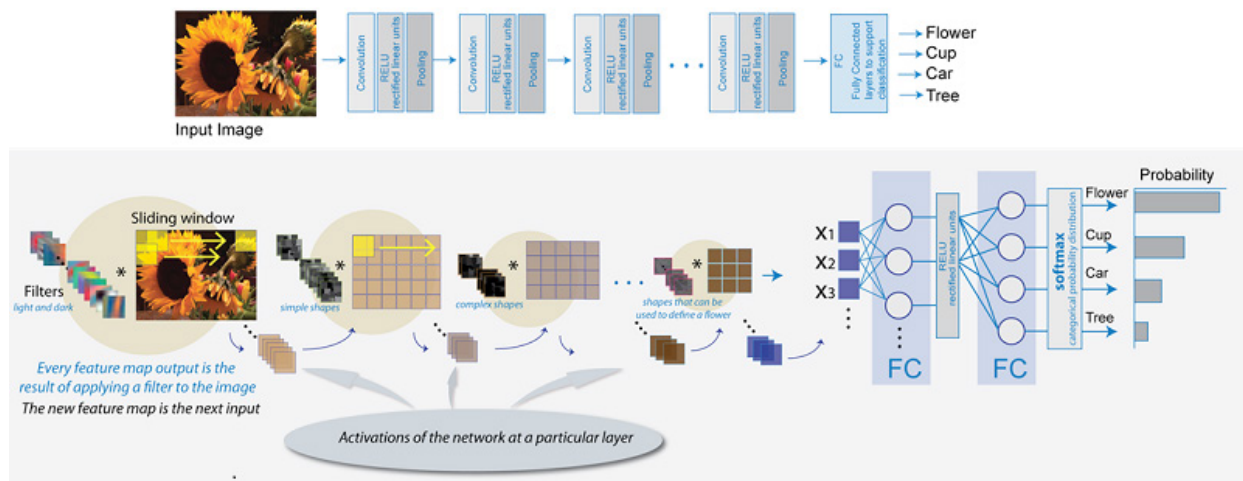 Input Image
Convolution
RELU
rectified linear units
Pooling
Convolution
RELU
rectified linear units
Pooling
Convolution
RELU
rectified linear units
Pooling
Convolution
RELU
rectified linear units
Pooling
FC
Fully Connected
layers to support
classification
Flower
Cup
Car
Tree
Sliding window
Filters
light and dark
*
simple shapes
*
complex shapes
*
shapes that can be
used to define a flower
*
Every feature map output is the
result of applying a filter to the image
The new feature map is the next input
Activations of the network at a particular layer
X1
X2
X3
FC
RELU
rectified linear units
FC
softmax
categorical probability distribution
Flower
Cup
Car
Tree
Probability